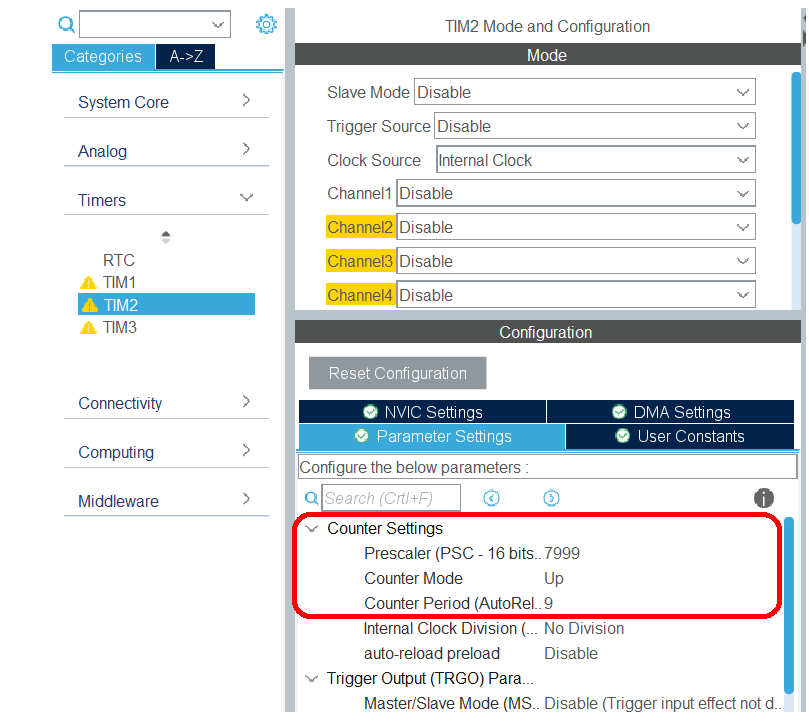 Categories
A->Z
System Core
Analog
Timers
RTC
TIM1
TIM2
TIM3
Connectivity
Computing
Middleware
TIM2 Mode and Configuration
Mode
Slave Mode Disable
Trigger Source Disable
Clock Source Internal Clock
Channel1 Disable
Channel2 Disable
Channel3 Disable
Channel4 Disable
Configuration
Reset Configuration
NVIC Settings DMA Settings
Parameter Settings User Constants
Configure the below parameters :
Search (Crtl+F)
Counter Settings
Prescaler (PSC - 16 bits.. 7999
Counter Mode Up
Counter Period (AutoRel.. 9
Internal Clock Division (... No Division
auto-reload preload Disable
Trigger Output (TRGO) Para...
Master/Slave Mode (MS.. Disable (Trigger input effect not d..